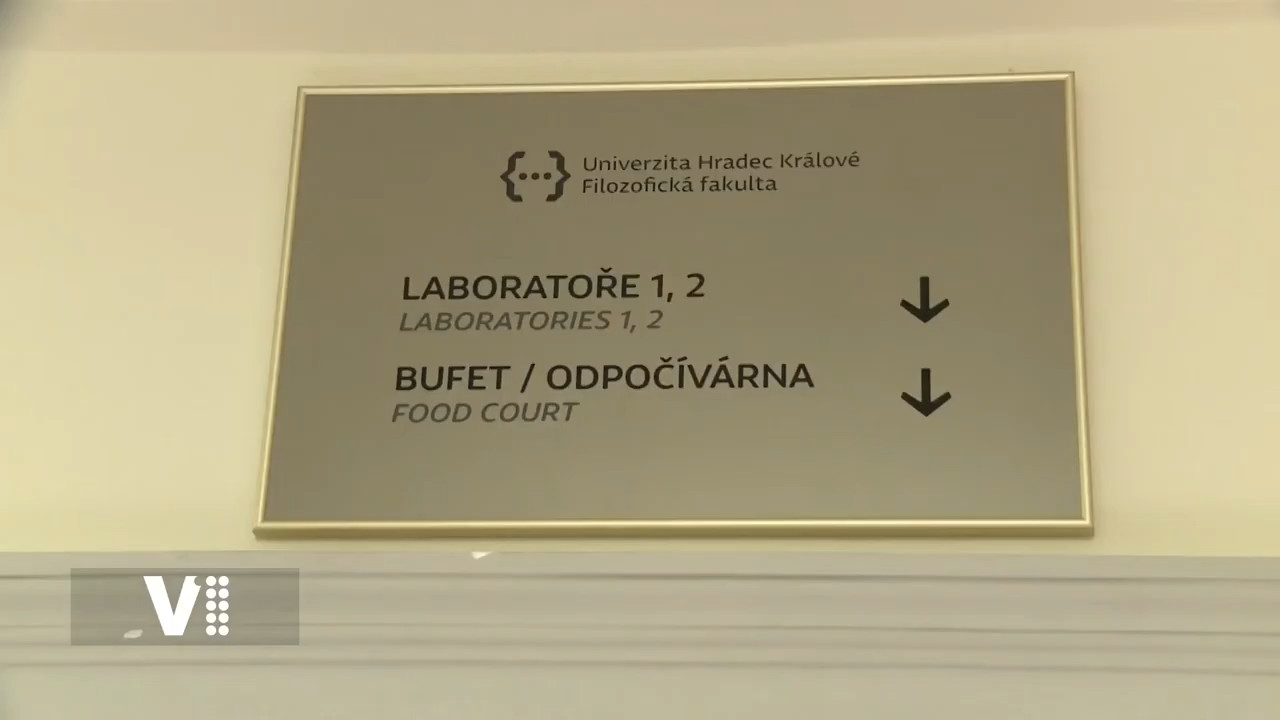 Univerzita Hradec Králové
Filozofická fakulta
LABORATOŘE 1, 2
LABORATORIES 1, 2
BUFET / ODPOČÍVÁRNA
FOOD COURT
V